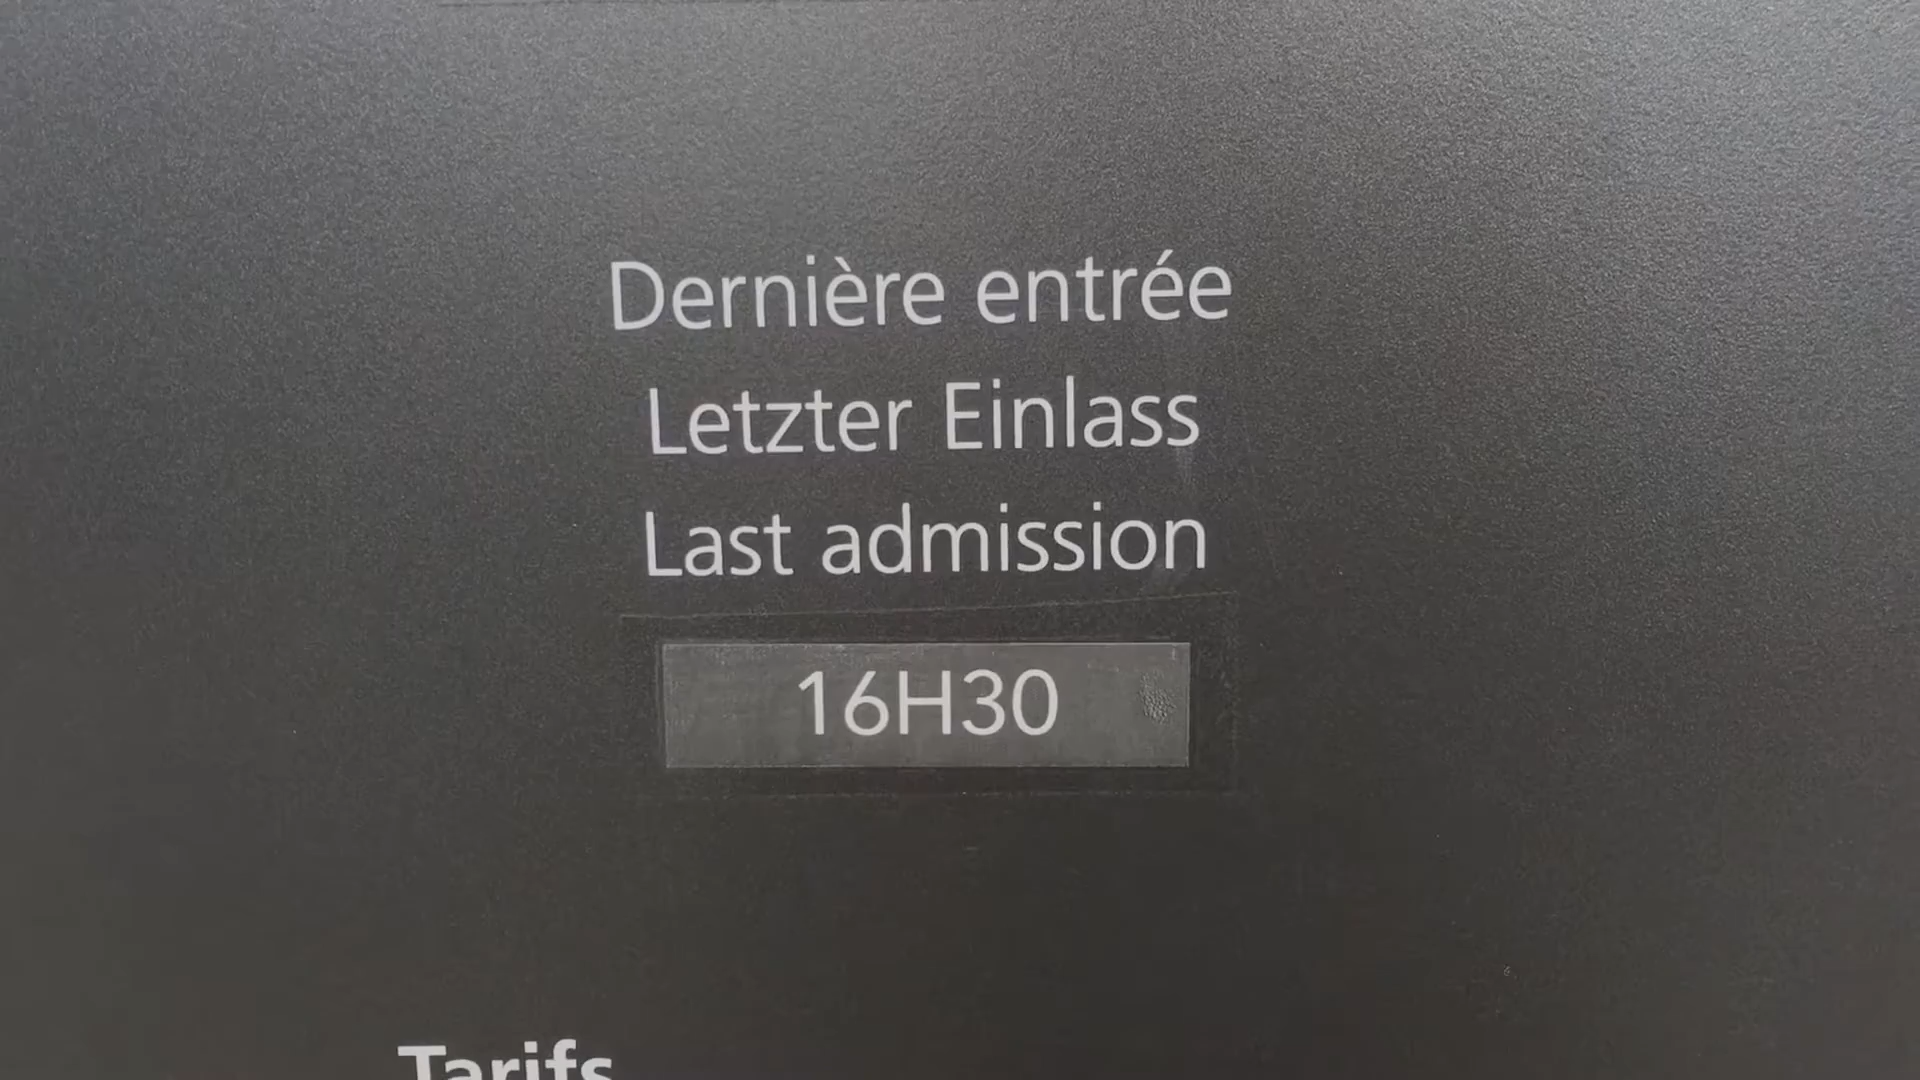 Dernière entrée
Letzter Einlass
Last admission
16H30
Tarifs